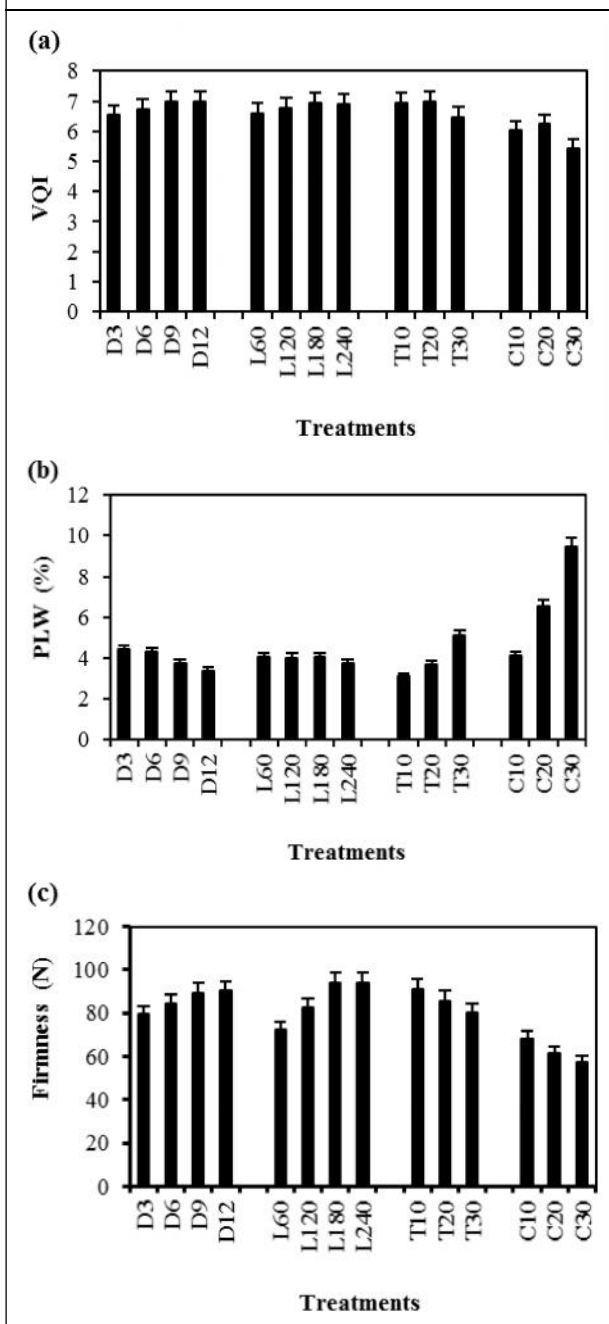 (a)
8
7
6
5
4
3
2
1
0
VQI
D3 D6 D9 D12 L60 L120 L180 L240 T10 T20 T30 C10 C20 C30
Treatments
(b)
12
10
8
6
4
2
0
PLW (%)
D3 D6 D9 D12 L60 L120 L180 L240 T10 T20 T30 C10 C20 C30
Treatments
(c)
120
100
80
60
40
20
0
Firmness (N)
D3 D6 D9 D12 L60 L120 L180 L240 T10 T20 T30 C10 C20 C30
Treatments